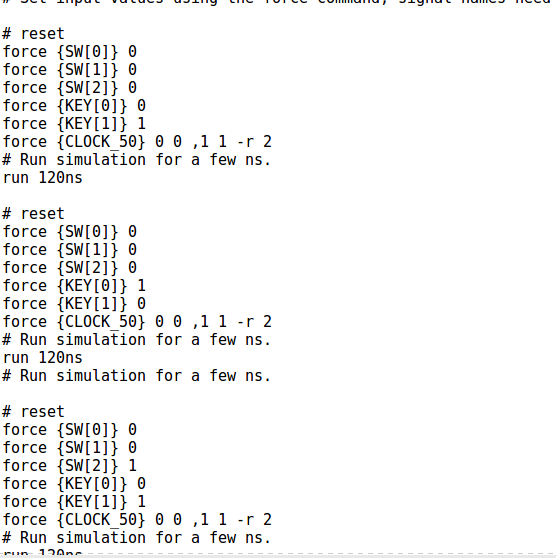 # Set input values using the force command, signal names need
# reset
force {SW[0]} 0
force {SW[1]} 0
force {SW[2]} 0
force {KEY[0]} 0
force {KEY[1]} 1
force {CLOCK_50} 0 0 ,1 1 -r 2
# Run simulation for a few ns.
run 120ns
# reset
force {SW[0]} 0
force {SW[1]} 0
force {SW[2]} 0
force {KEY[0]} 1
force {KEY[1]} 0
force {CLOCK_50} 0 0 ,1 1 -r 2
# Run simulation for a few ns.
run 120ns
# Run simulation for a few ns.
# reset
force {SW[0]} 0
force {SW[1]} 0
force {SW[2]} 1
force {KEY[0]} 0
force {KEY[1]} 1
force {CLOCK_50} 0 0 ,1 1 -r 2
# Run simulation for a few ns.
run 120ns